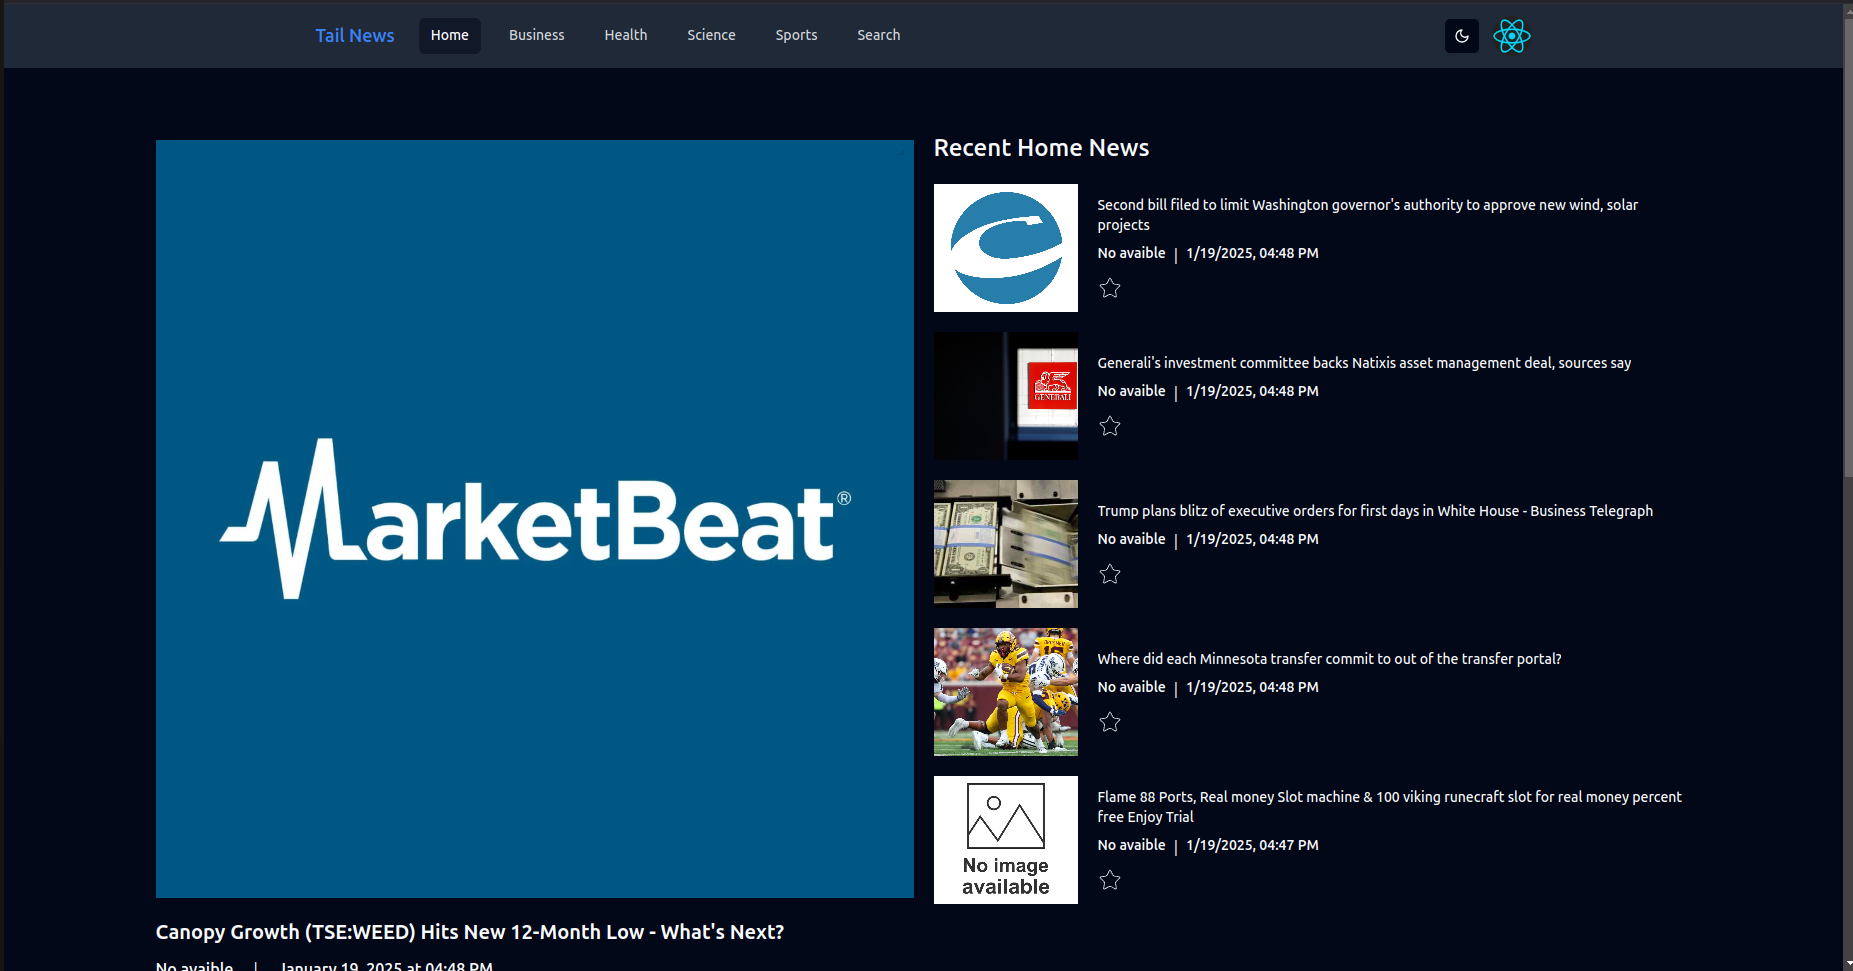 Tail News
Home
Business
Health
Science
Sports
Search
MarketBeat®
Canopy Growth (TSE:WEED) Hits New 12-Month Low - What's Next?
No avaible | January 19, 2025 at 04:48 PM
Recent Home News
Second bill filed to limit Washington governor's authority to approve new wind, solar
projects
No avaible | 1/19/2025, 04:48 PM
GENERALI
Generali's investment committee backs Natixis asset management deal, sources say
No avaible | 1/19/2025, 04:48 PM
Trump plans blitz of executive orders for first days in White House - Business Telegraph
No avaible | 1/19/2025, 04:48 PM
Where did each Minnesota transfer commit to out of the transfer portal?
No avaible | 1/19/2025, 04:48 PM
No image
available
Flame 88 Ports, Real money Slot machine & 100 viking runecraft slot for real money percent
free Enjoy Trial
No avaible | 1/19/2025, 04:47 PM